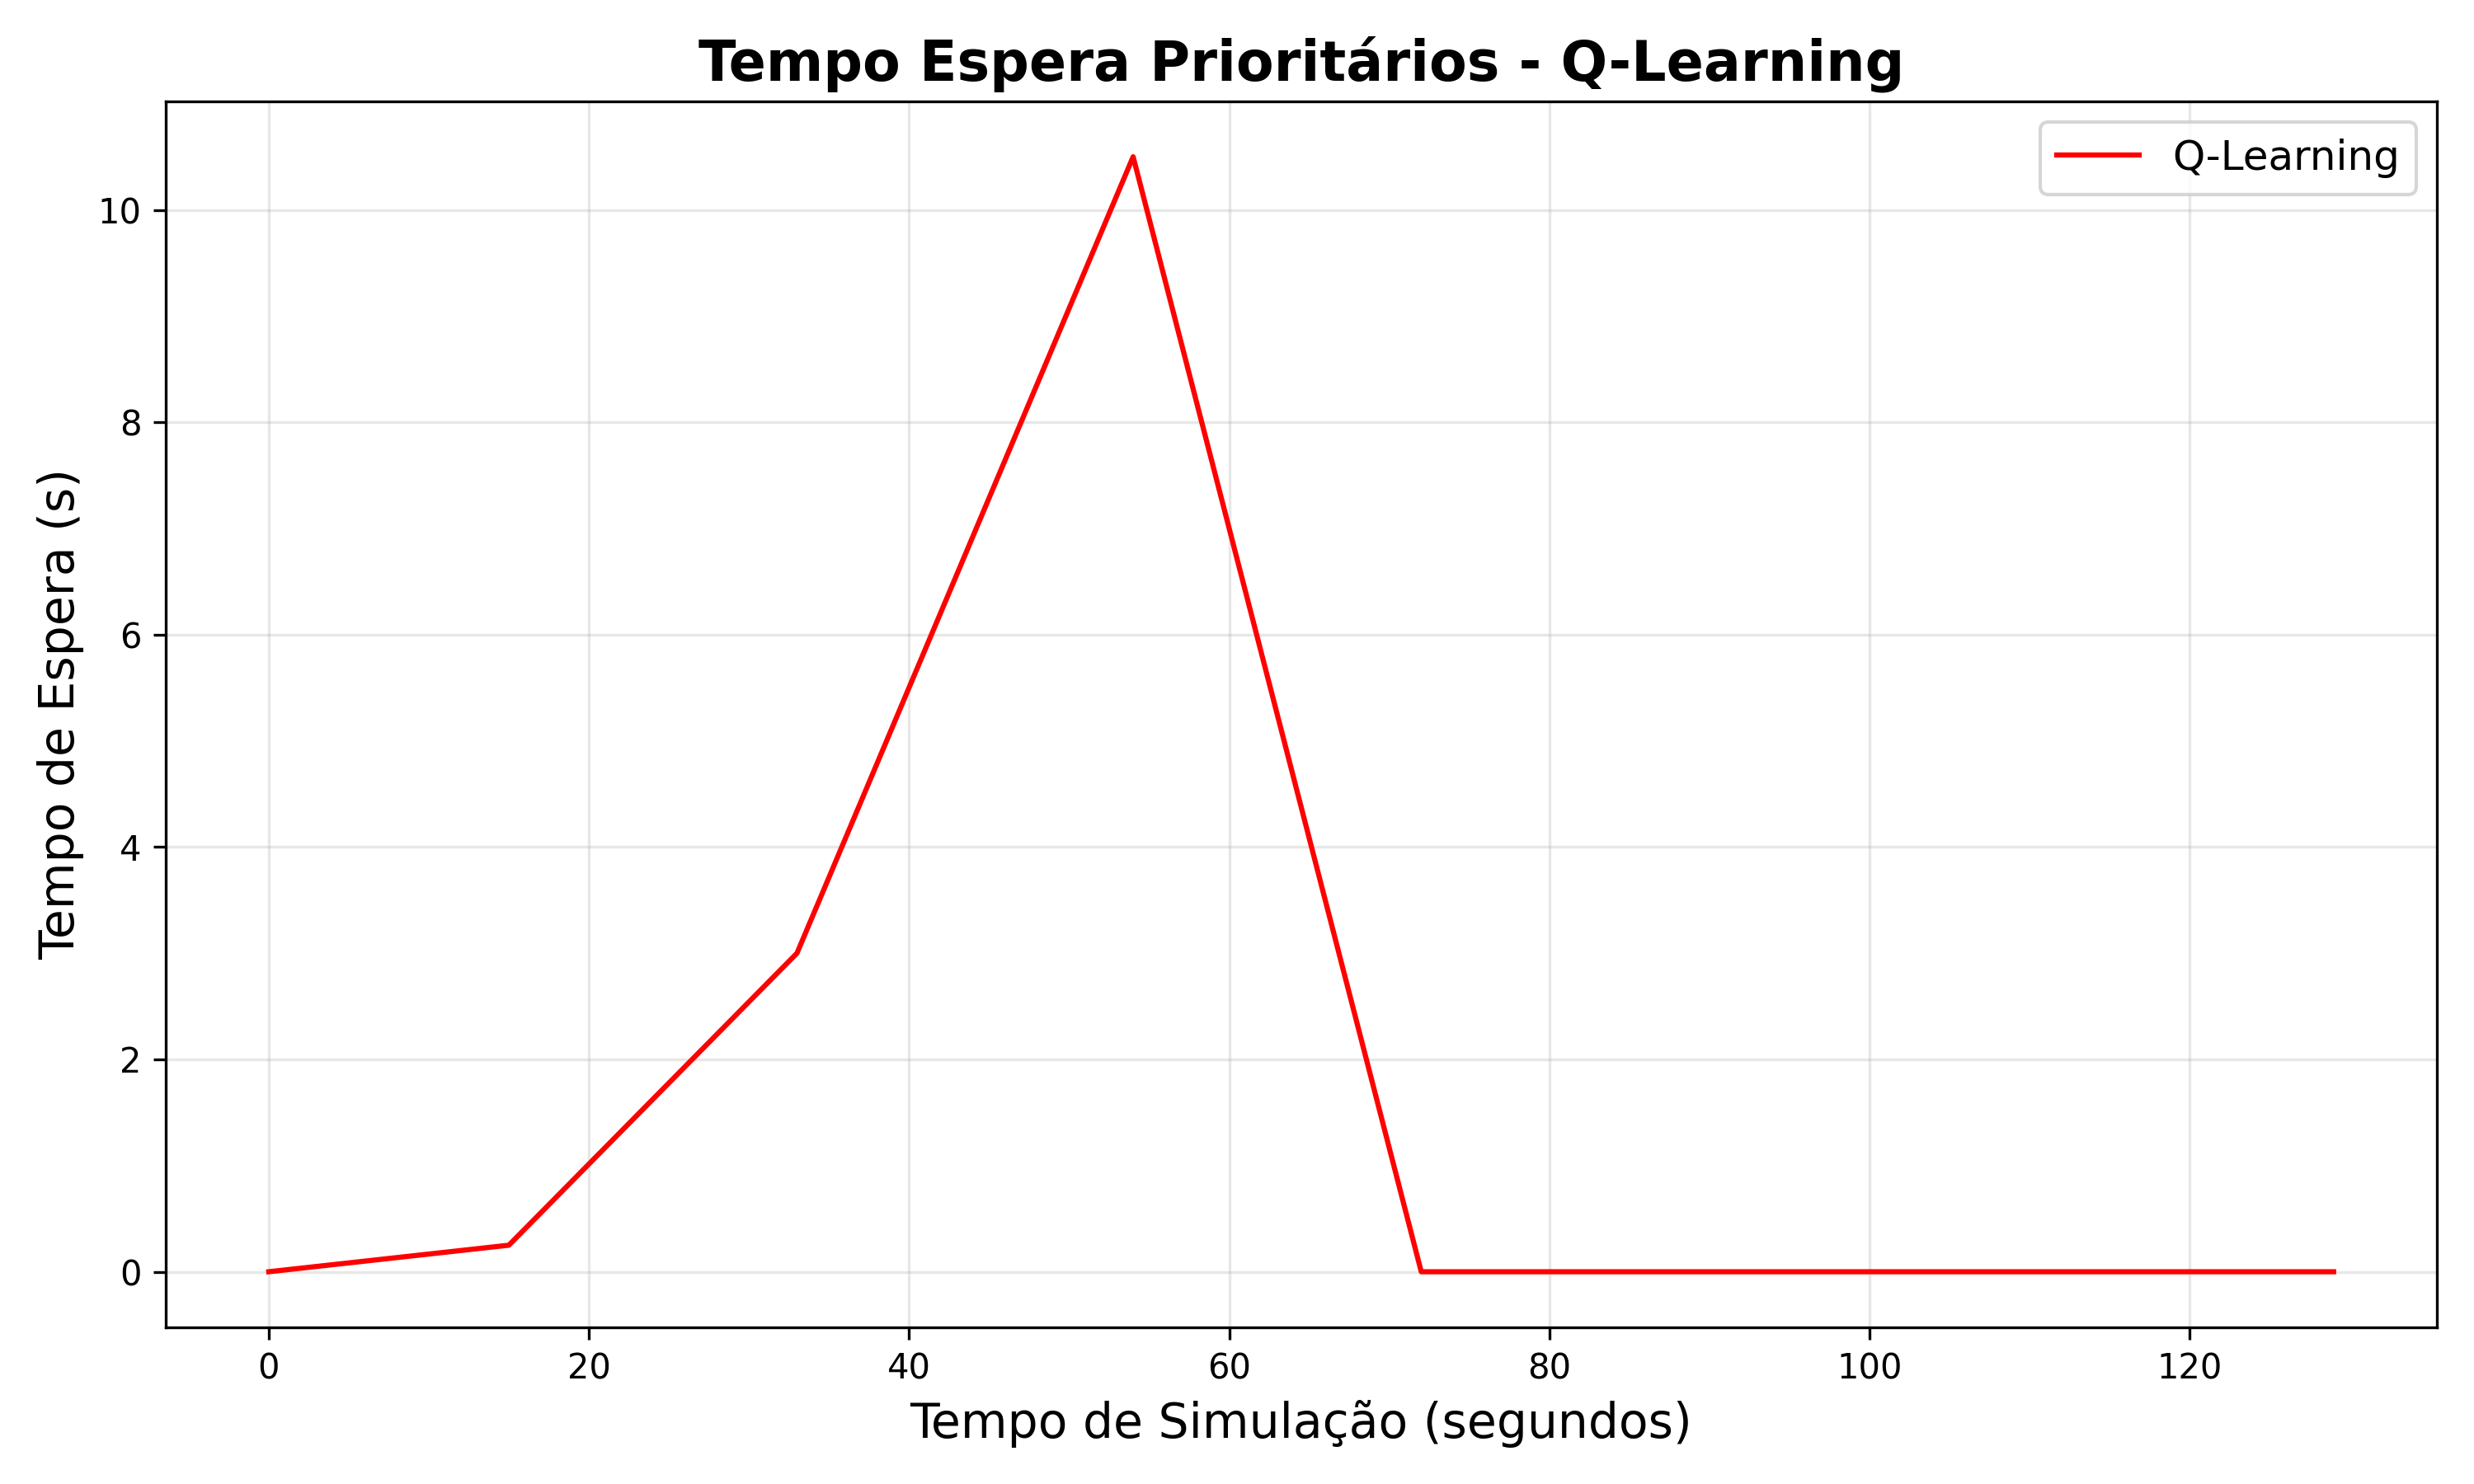 Tempo Espera Prioritários - Q-Learning
Q-Learning
Tempo de Espera (s)
10
8
6
4
2
0
0 20 40 60 80 100 120
Tempo de Simulação (segundos)